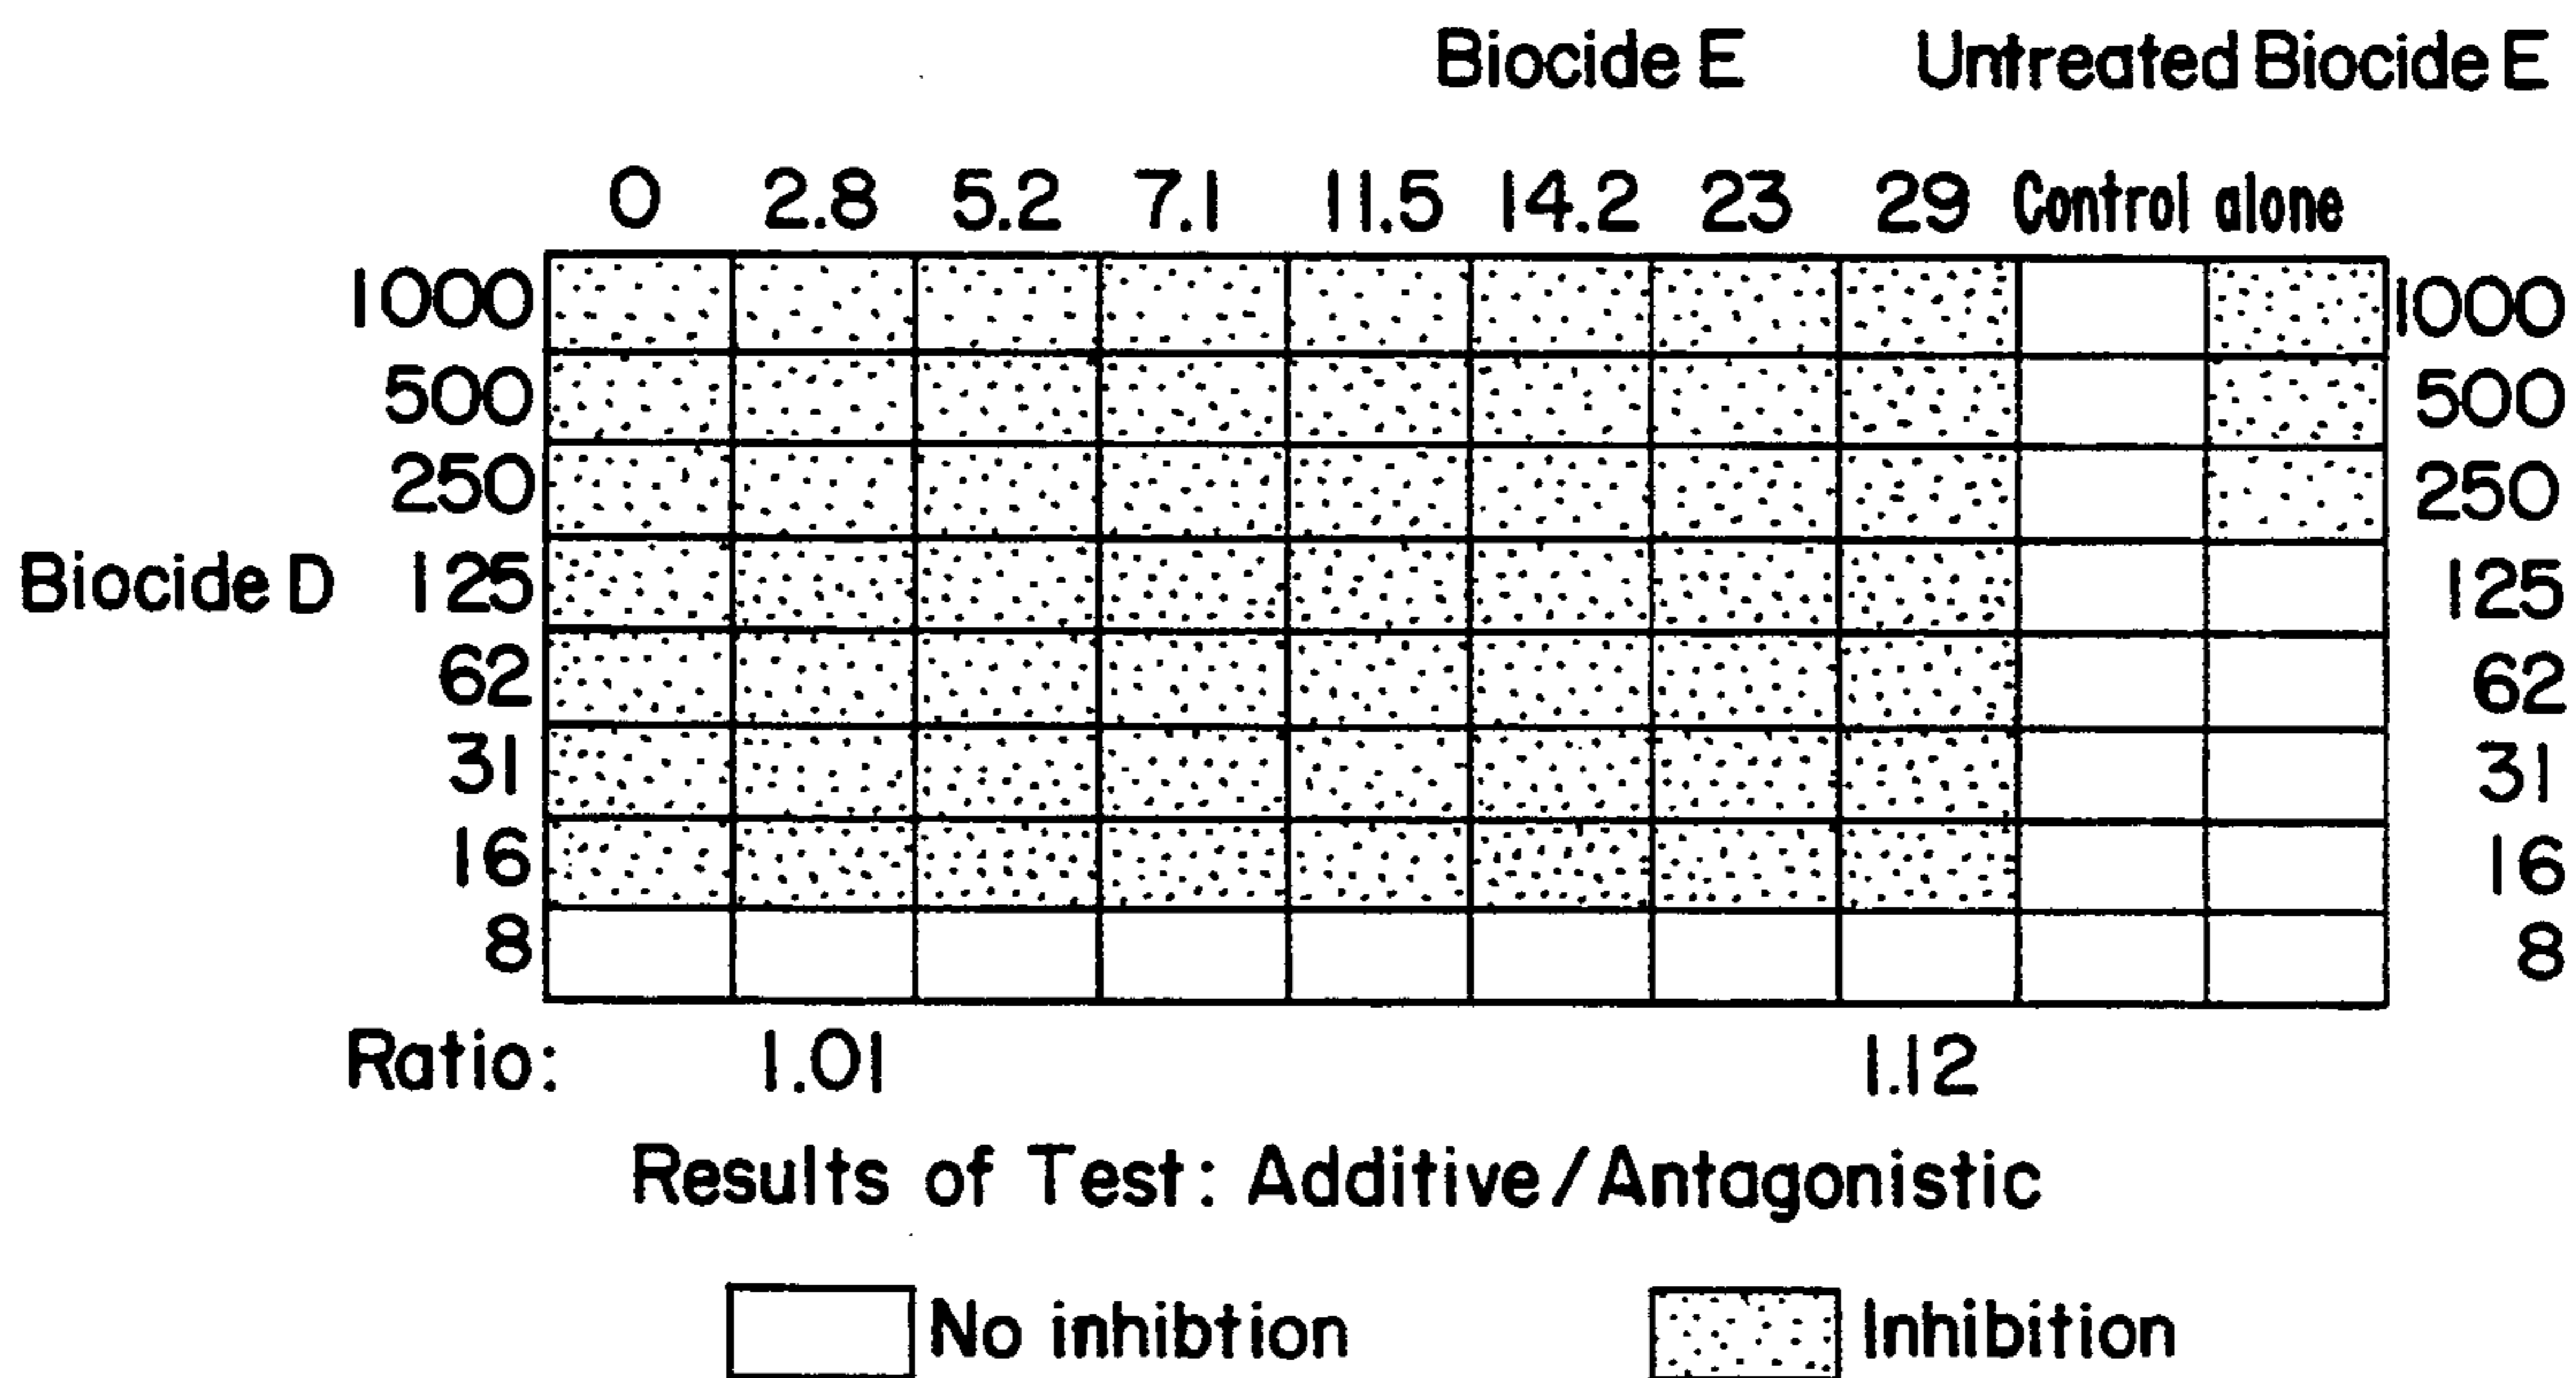 Biocide E Untreated Biocide E
0 2.8 5.2 7.1 11.5 14.2 23 29 Control alone
1000 1000
500 500
250 250
Biocide D 125 125
62 62
31 31
16 16
8 8
Ratio: 1.01 1.12
Results of Test: Additive/Antagonistic
No inhibtion Inhibition